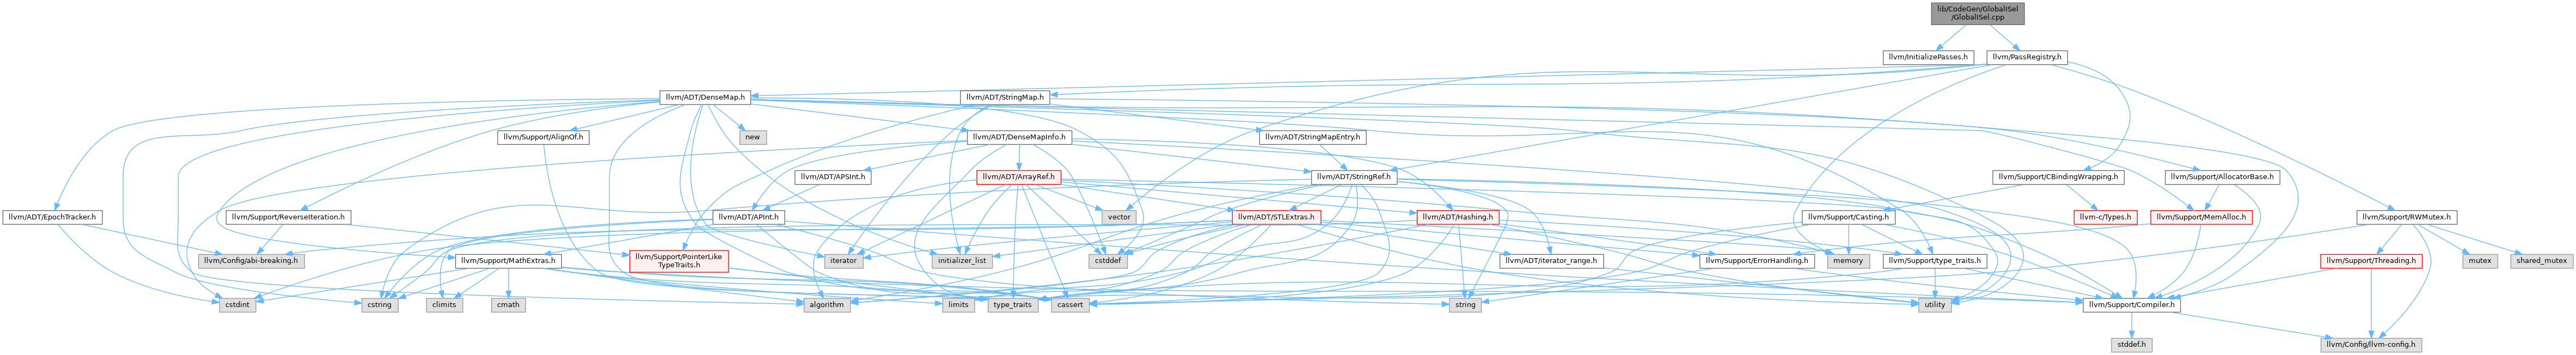 lib/CodeGen/GlobalISel
/GlobalISel.cpp
llvm/InitializePasses.h
llvm/PassRegistry.h
llvm/ADT/DenseMap.h
llvm/ADT/StringMap.h
new
llvm/Support/AlignOf.h
llvm/ADT/DenseMapInfo.h
llvm/ADT/StringMapEntry.h
llvm/ADT/APSInt.h
llvm/ADT/ArrayRef.h
llvm/ADT/StringRef.h
llvm/Support/CBindingWrapping.h
llvm/Support/AllocatorBase.h
llvm/ADT/EpochTracker.h
llvm/Support/ReverseIteration.h
llvm/ADT/APInt.h
vector
llvm/ADT/STLExtras.h
llvm/ADT/Hashing.h
llvm/Support/Casting.h
llvm-c/Types.h
llvm/Support/MemAlloc.h
llvm/Support/RWMutex.h
llvm/Config/abi-breaking.h
llvm/Support/MathExtras.h
llvm/Support/PointerLike
TypeTraits.h
iterator
initializer_list
cstddef
llvm/ADT/iterator_range.h
llvm/Support/ErrorHandling.h
memory
llvm/Support/type_traits.h
llvm/Support/Threading.h
mutex
shared_mutex
cstdint
cstring
climits
cmath
algorithm
limits
type_traits
cassert
string
utility
llvm/Support/Compiler.h
stddef.h
llvm/Config/llvm-config.h